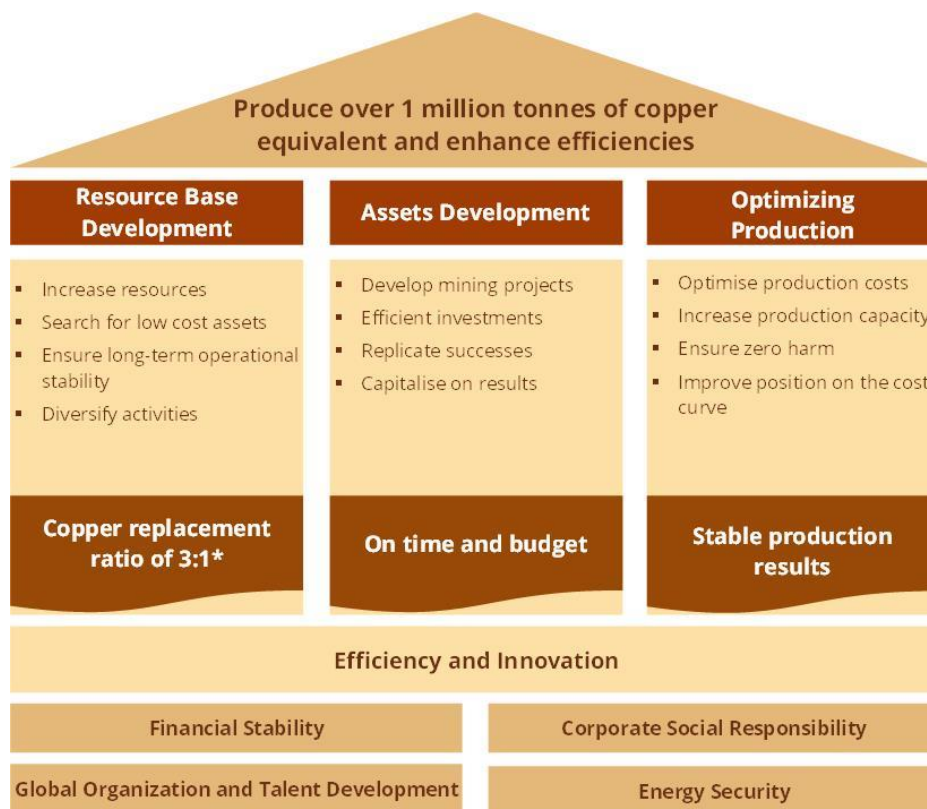 Produce over 1 million tonnes of copper
equivalent and enhance efficiencies
Resource Base
Development
▪ Increase resources
▪ Search for low cost assets
▪ Ensure long-term operational
stability
▪ Diversify activities
Copper replacement
ratio of 3:1*
Assets Development
▪ Develop mining projects
▪ Efficient investments
▪ Replicate successes
▪ Capitalise on results
On time and budget
Optimizing
Production
▪ Optimise production costs
▪ Increase production capacity
▪ Ensure zero harm
▪ Improve position on the cost
curve
Stable production
results
Efficiency and Innovation
Financial Stability
Corporate Social Responsibility
Global Organization and Talent Development
Energy Security